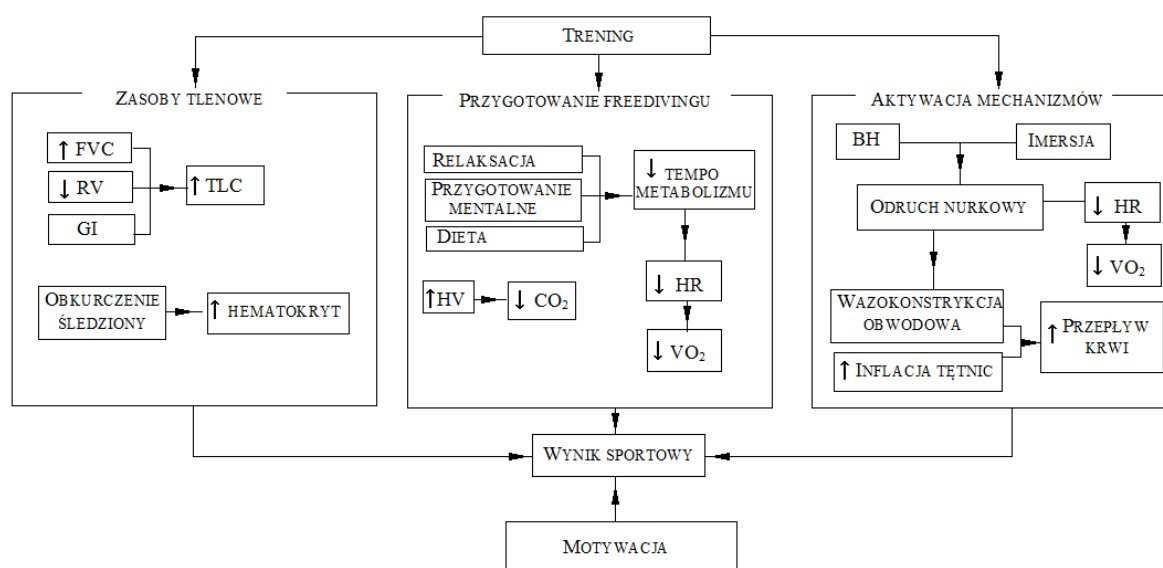 TRENING
ZASOBY TLENOWE
↑ FVC
↓ RV
GI
↑ TLC
OBKURCZENIE
ŚLEDZIONY
↑ HEMATOKRYT
PRZYGOTOWANIE FREEDIVINGU
RELAKSACJA
PRZYGOTOWANIE
MENTALNE
DIETA
↓ TEMPO
METABOLIZMU
↓ HR
↓ VO₂
↑HV
↓ CO₂
AKTYWACJA MECHANIZMÓW
BH
IMERSJA
ODRUCH NURKOWY
↓ HR
↓ VO₂
WAZOKONSTRYKCJA
OBWODOWA
↑ INFLACJA TĘTNIC
↑ PRZEPŁYW
KRWI
WYNIK SPORTOWY
MOTYWACJA